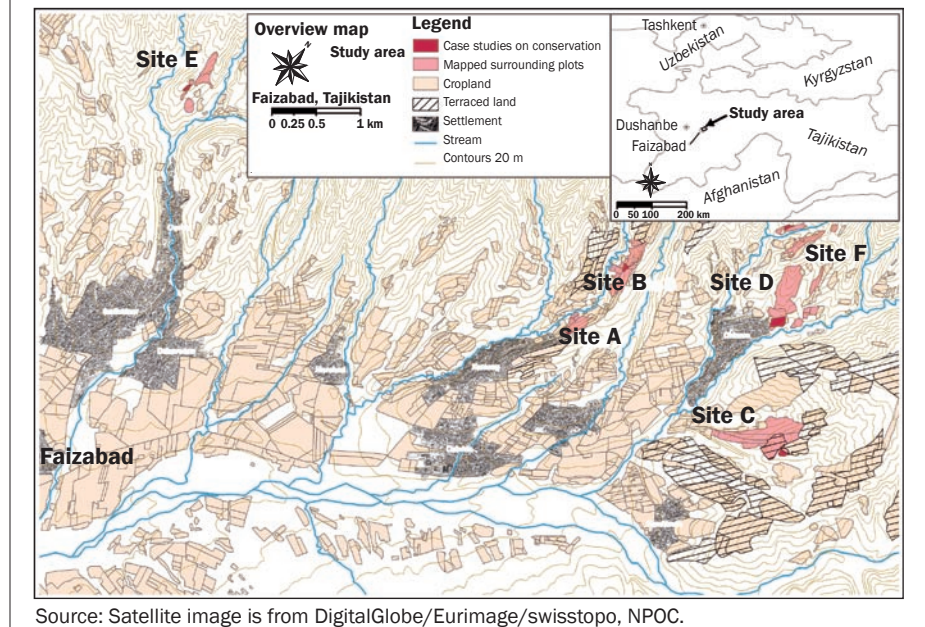 Overview map
N
Study area
Faizabad, Tajikistan
0 0.25 0.5 1 km
Legend
Case studies on conservation
Mapped surrounding plots
Cropland
Terraced land
Settlement
Stream
Contours 20 m
Tashkent
Uzbekistan
Kyrgyzstan
Study area
Dushanbe
Faizabad
Tajikistan
Afghanistan
N
0 50 100 200 km
Site E
Site F
Site B
Site D
Site A
Site C
Faizabad
Source: Satellite image is from DigitalGlobe/Eurimage/swisstopo, NPOC.